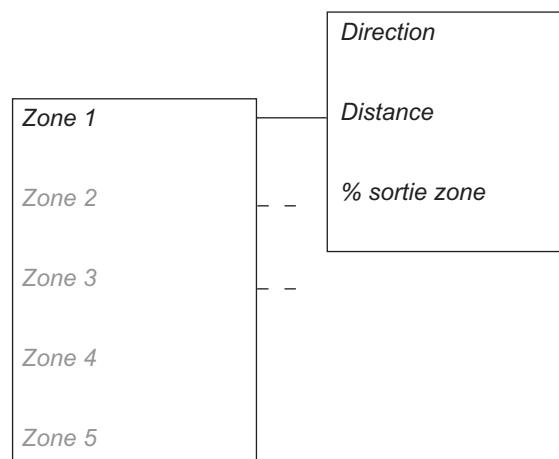 Direction
Distance
% sortie zone
Zone 1
Zone 2
Zone 3
Zone 4
Zone 5